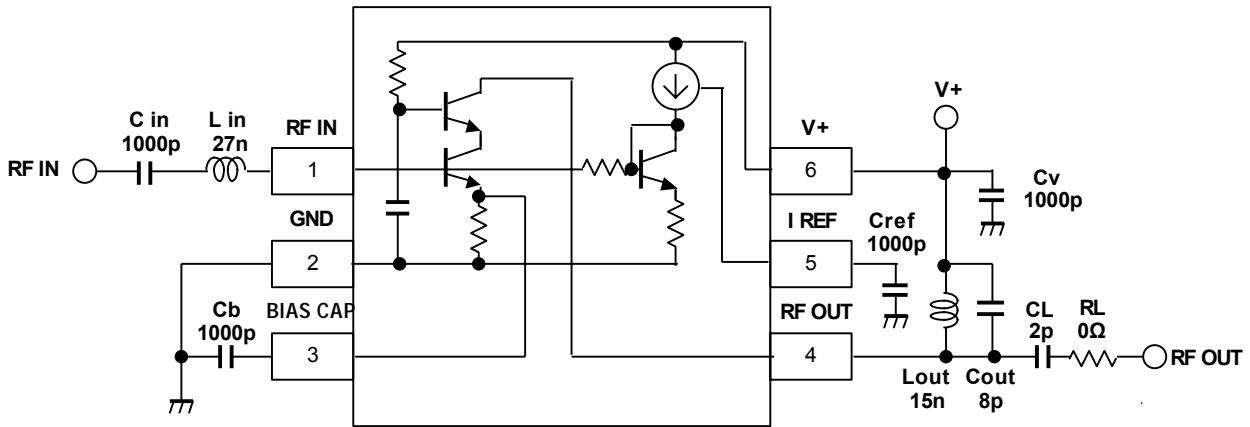 C in
1000p
L in
27n
RF IN
RF IN
1
GND
2
Cb
1000p
BIAS CAP
3
V+
6
I REF
5
RF OUT
4
Cref
1000p
V+
Cv
1000p
CL
2p
RL
0Ω
RF OUT
Lout
15n
Cout
8p